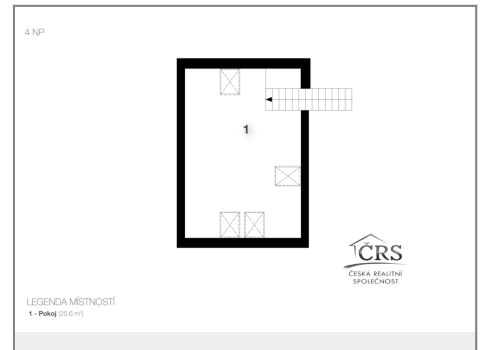 4 NP
1
ČRS
ČESKÁ REALITNÍ
SPOLEČNOST
LEGENDA MÍSTNOSTÍ
1 - Pokoj (25.6 m²)